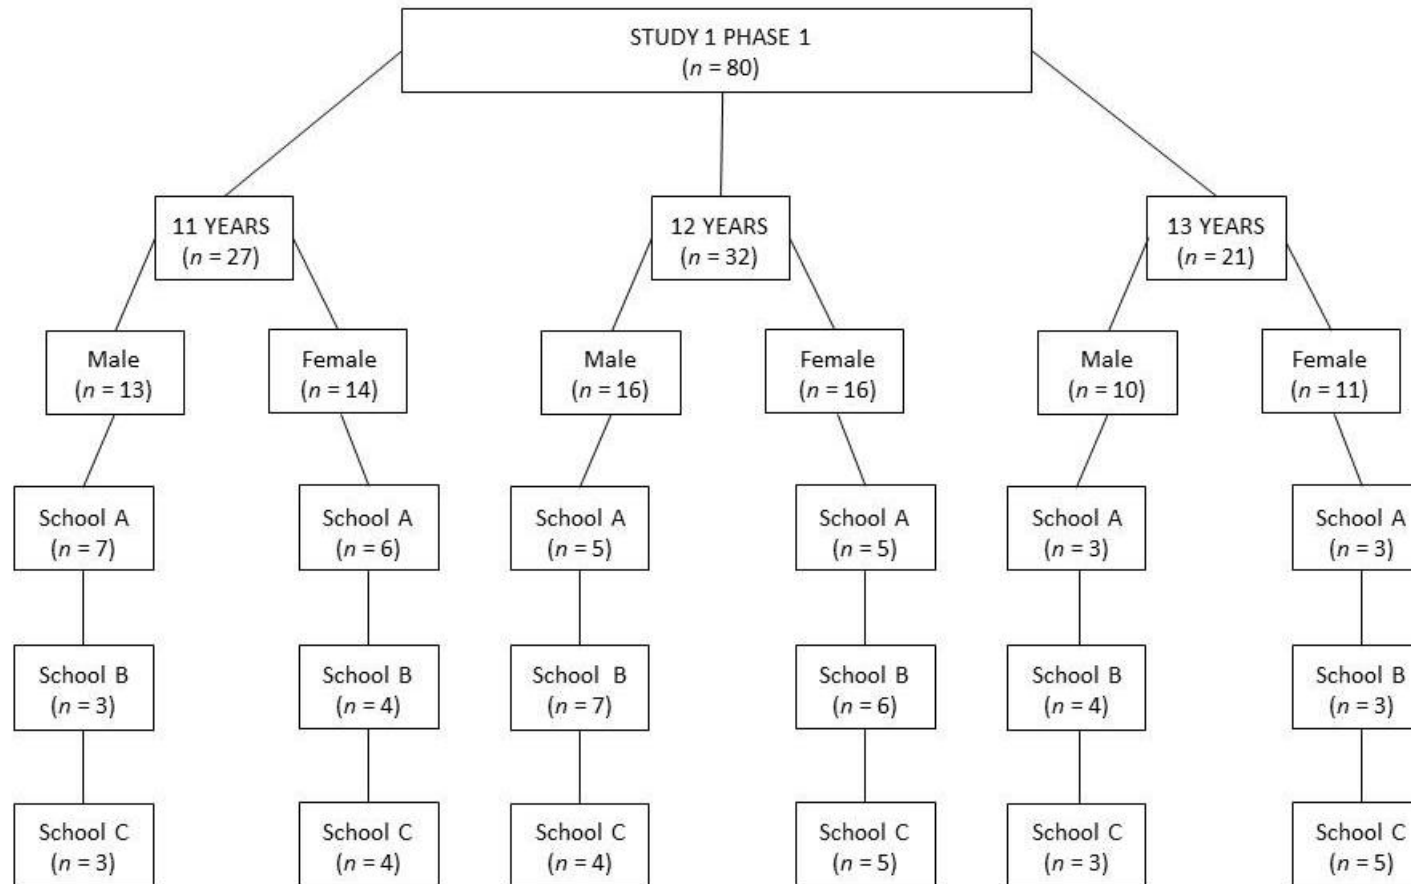 STUDY 1 PHASE 1
(n = 80)
11 YEARS
(n = 27)
12 YEARS
(n = 32)
13 YEARS
(n = 21)
Male
(n = 13)
Female
(n = 14)
Male
(n = 16)
Female
(n = 16)
Male
(n = 10)
Female
(n = 11)
School A
(n = 7)
School A
(n = 6)
School A
(n = 5)
School A
(n = 5)
School A
(n = 3)
School A
(n = 3)
School B
(n = 3)
School B
(n = 4)
School B
(n = 7)
School B
(n = 6)
School B
(n = 4)
School B
(n = 3)
School C
(n = 3)
School C
(n = 4)
School C
(n = 4)
School C
(n = 5)
School C
(n = 3)
School C
(n = 5)